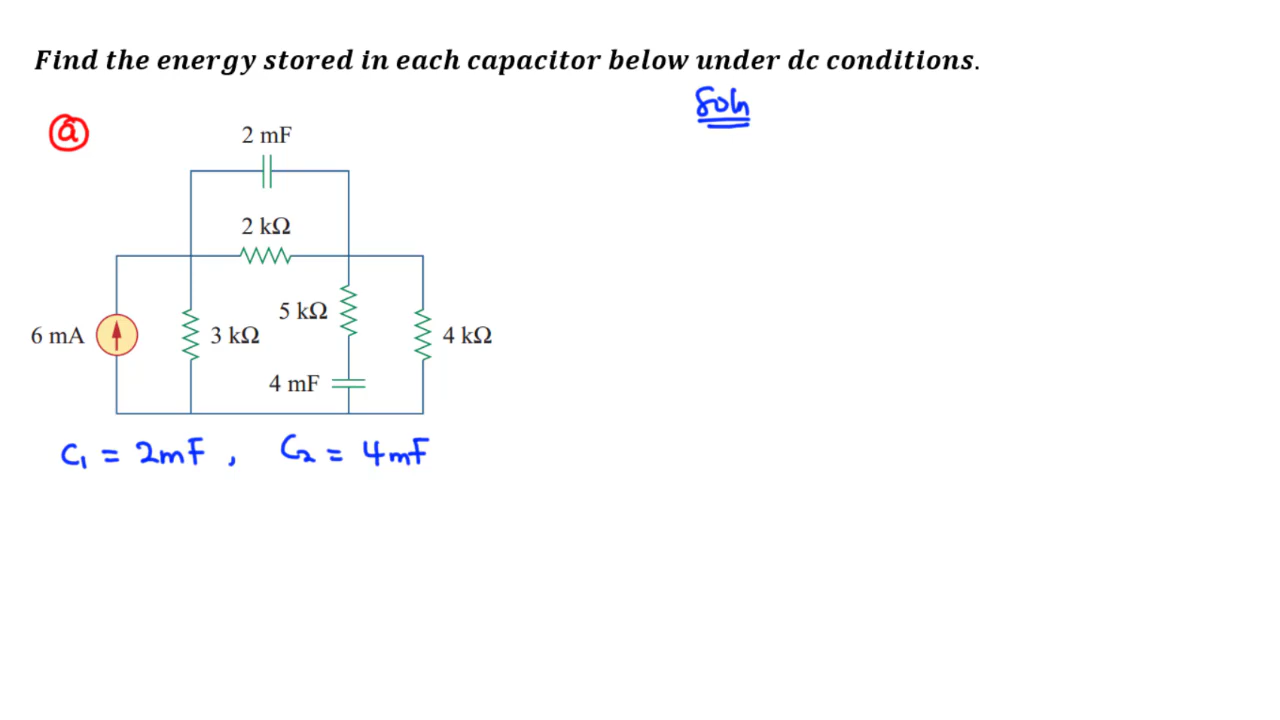 Find the energy stored in each capacitor below under dc conditions.
Soln
a
2 mF
2 kΩ
5 kΩ
6 mA
3 kΩ
4 kΩ
4 mF
C₁ = 2mF , C₂ = 4mF